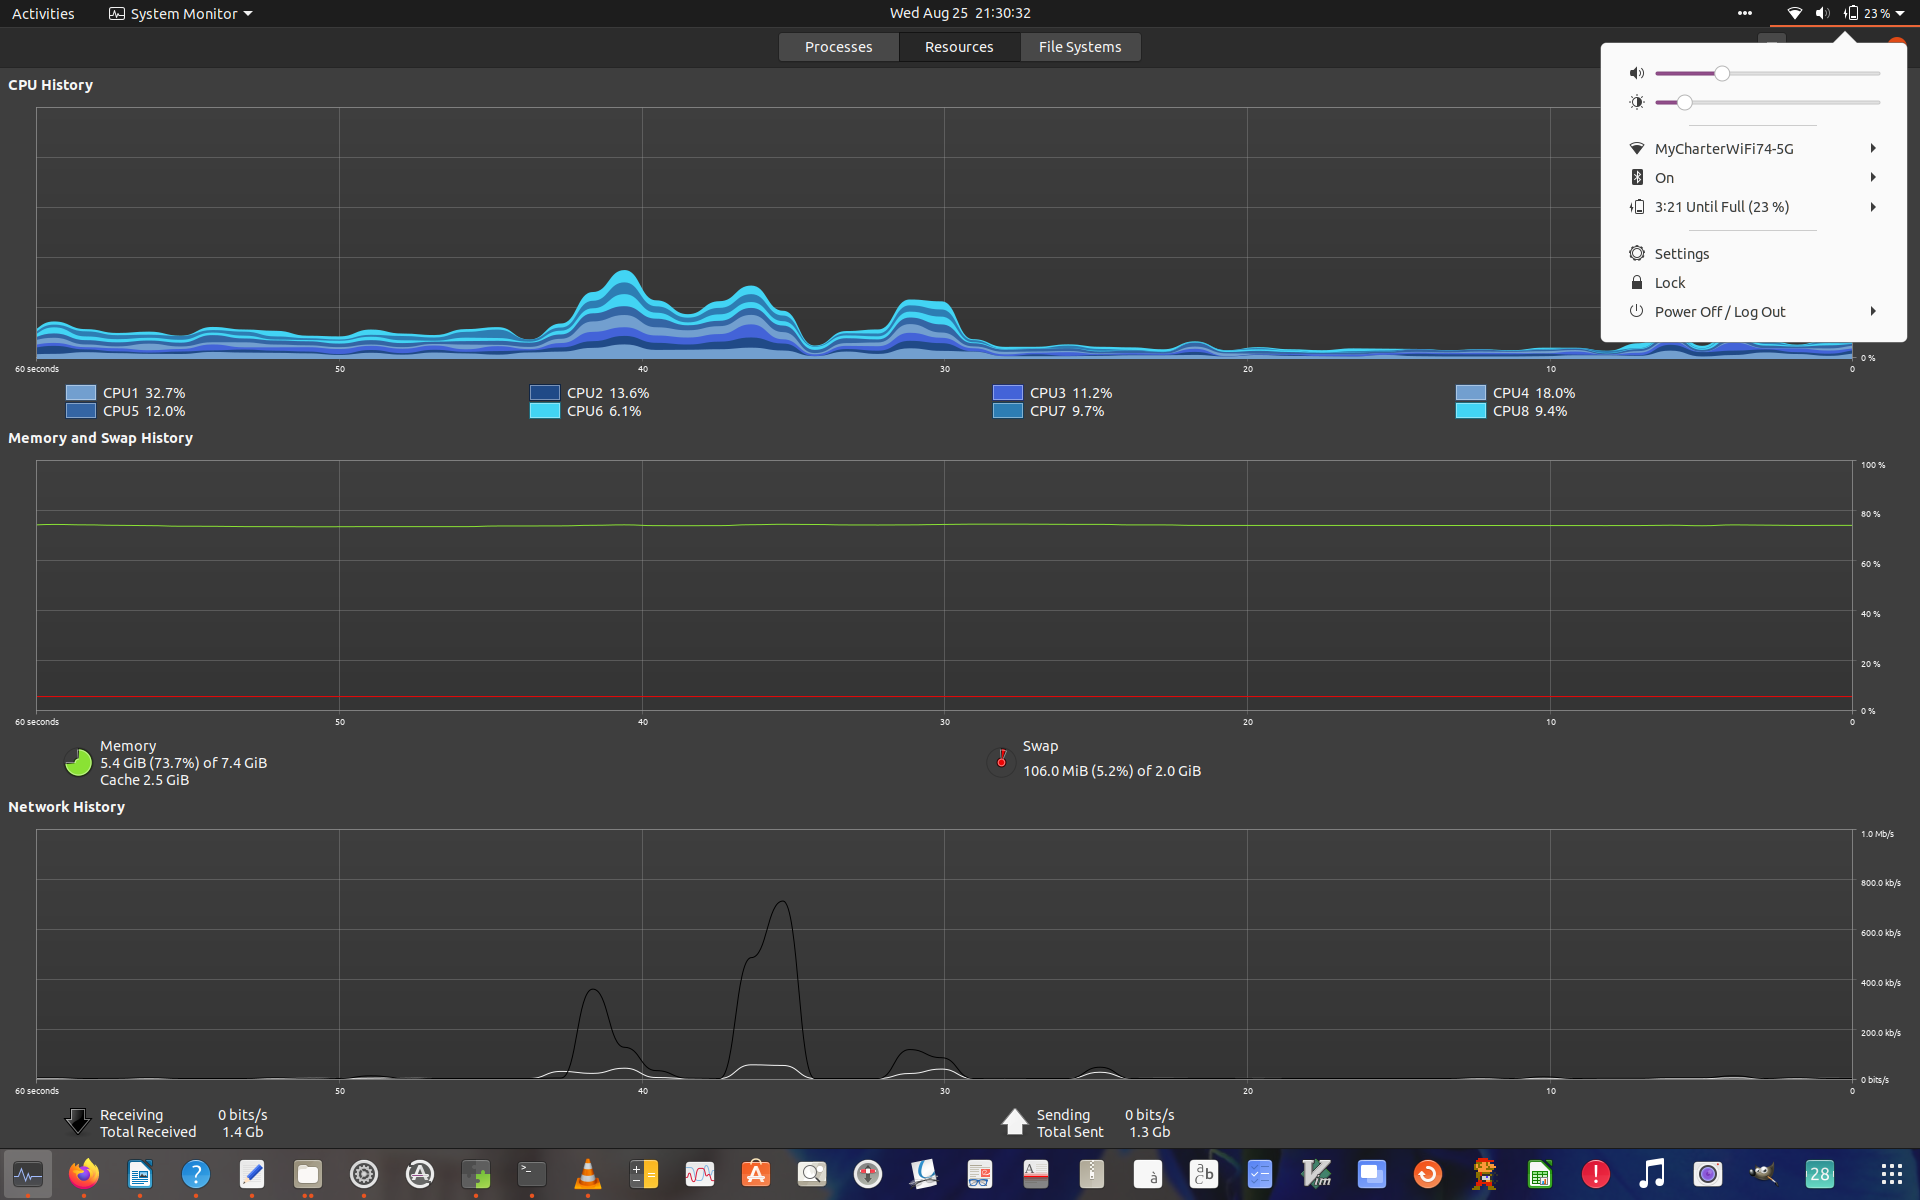 Activities System Monitor Wed Aug 25 21:30:32 23 %
Processes Resources File Systems
CPU History
MyCharterWiFi74-5G
On
3:21 Until Full (23 %)
Settings
Lock
Power Off / Log Out
0 %
60 seconds 50 40 30 20 10 0
CPU1 32.7% CPU2 13.6% CPU3 11.2% CPU4 18.0%
CPU5 12.0% CPU6 6.1% CPU7 9.7% CPU8 9.4%
Memory and Swap History
100 %
80 %
60 %
40 %
20 %
0 %
60 seconds 50 40 30 20 10 0
Memory
5.4 GiB (73.7%) of 7.4 GiB
Cache 2.5 GiB
Swap
106.0 MiB (5.2%) of 2.0 GiB
Network History
1.0 Mb/s
800.0 kb/s
600.0 kb/s
400.0 kb/s
200.0 kb/s
0 bits/s
60 seconds 50 40 30 20 10 0
Receiving 0 bits/s Sending 0 bits/s
Total Received 1.4 Gb Total Sent 1.3 Gb
? >_ A à a b c Vim ! 28